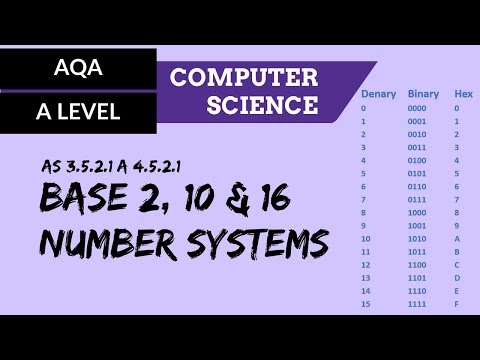 AQA
A LEVEL
COMPUTER
SCIENCE
AS 3.5.2.1 A 4.5.2.1
BASE 2, 10 & 16
NUMBER SYSTEMS
Denary Binary Hex
0 0000 0
1 0001 1
2 0010 2
3 0011 3
4 0100 4
5 0101 5
6 0110 6
7 0111 7
8 1000 8
9 1001 9
10 1010 A
11 1011 B
12 1100 C
13 1101 D
14 1110 E
15 1111 F